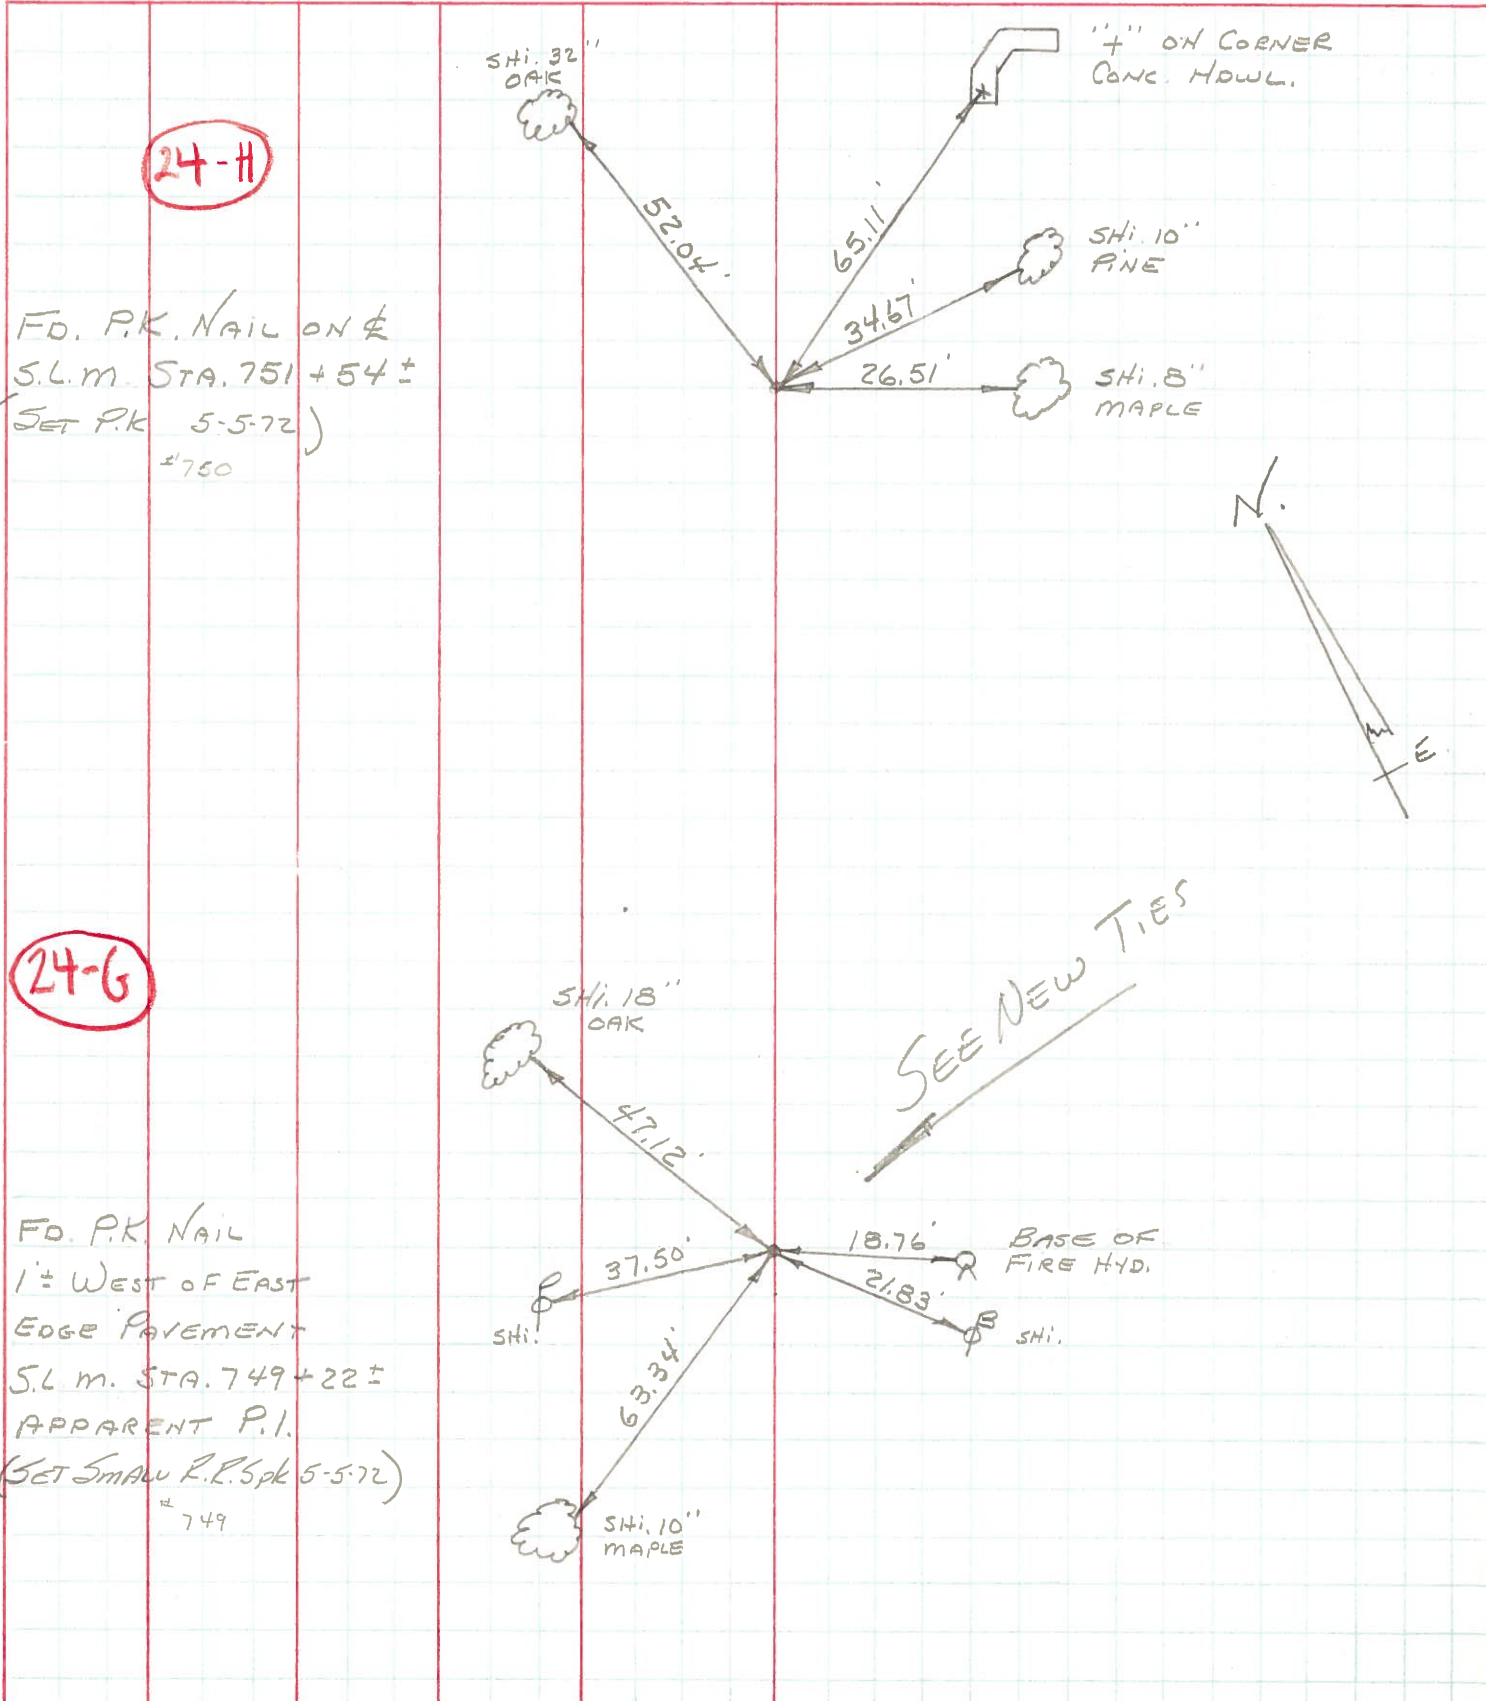 SHi. 32"
OAK
"+" ON CORNER
CONC. HDWL.
24-H
52.04'
65.11'
SHi. 10"
PINE
34.67'
FD. P.K. NAIL ON ℄
S.L.M. STA. 751+54±
(SET P.K 5-5-72)
#750
26.51'
SHi. 8"
MAPLE
N.
E
SEE NEW TIES
24-G
SHi. 18"
OAK
47.12'
FD. P.K. NAIL
1'± WEST OF EAST
EDGE PAVEMENT
S.L.M. STA. 749+22±
APPARENT P.I.
(SET SMALL R.R. Spk 5-5-72)
#749
37.50'
P
SHi.
18.76'
BASE OF
FIRE HYD.
21.83'
B
SHi.
63.34'
SHi. 10"
MAPLE